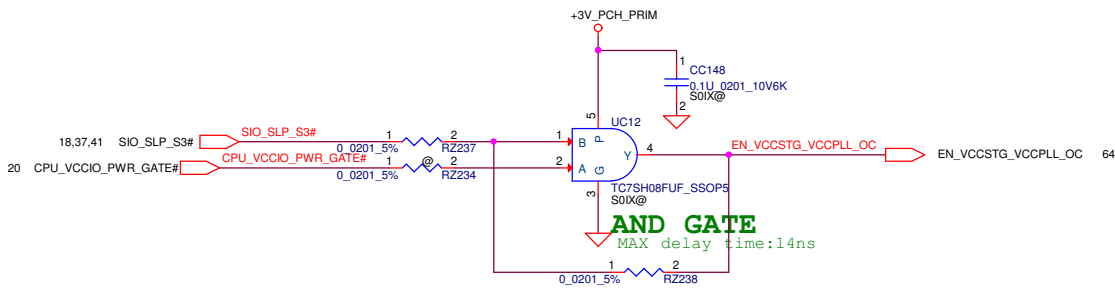 +3V_PCH_PRIM
1
CC148
0.1U_0201_10V6K
S0IX@
2
5
UC12
18,37,41 SIO_SLP_S3#
SIO_SLP_S3#
1 2
0_0201_5% RZ237
1
B
P
Y
4
EN_VCCSTG_VCCPLL_OC
EN_VCCSTG_VCCPLL_OC 64
20 CPU_VCCIO_PWR_GATE#
CPU_VCCIO_PWR_GATE#
1 @ 2
0_0201_5% RZ234
2
A
G
3
TC7SH08FUF_SSOP5
S0IX@
AND GATE
MAX delay time:14ns
1 2
0_0201_5% RZ238